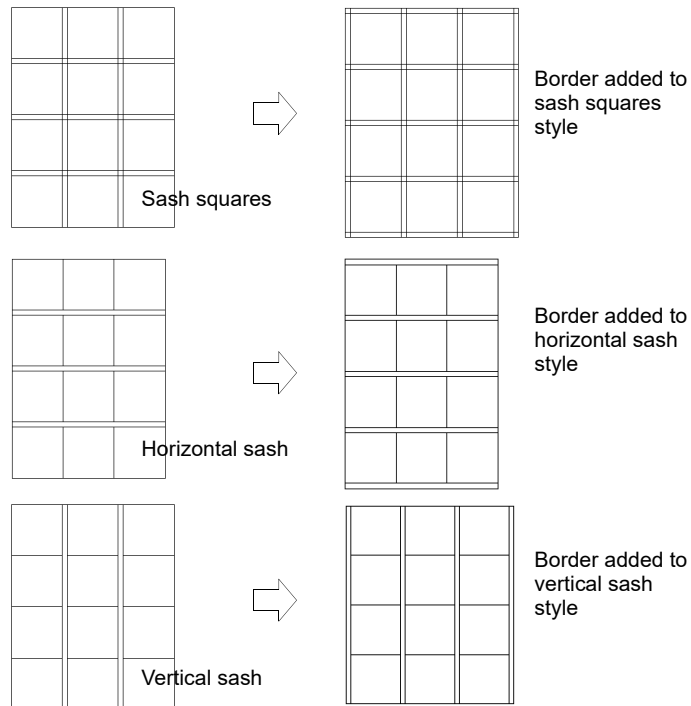 Border added to
sash squares
style
Sash squares
Border added to
horizontal sash
style
Horizontal sash
Border added to
vertical sash
style
Vertical sash